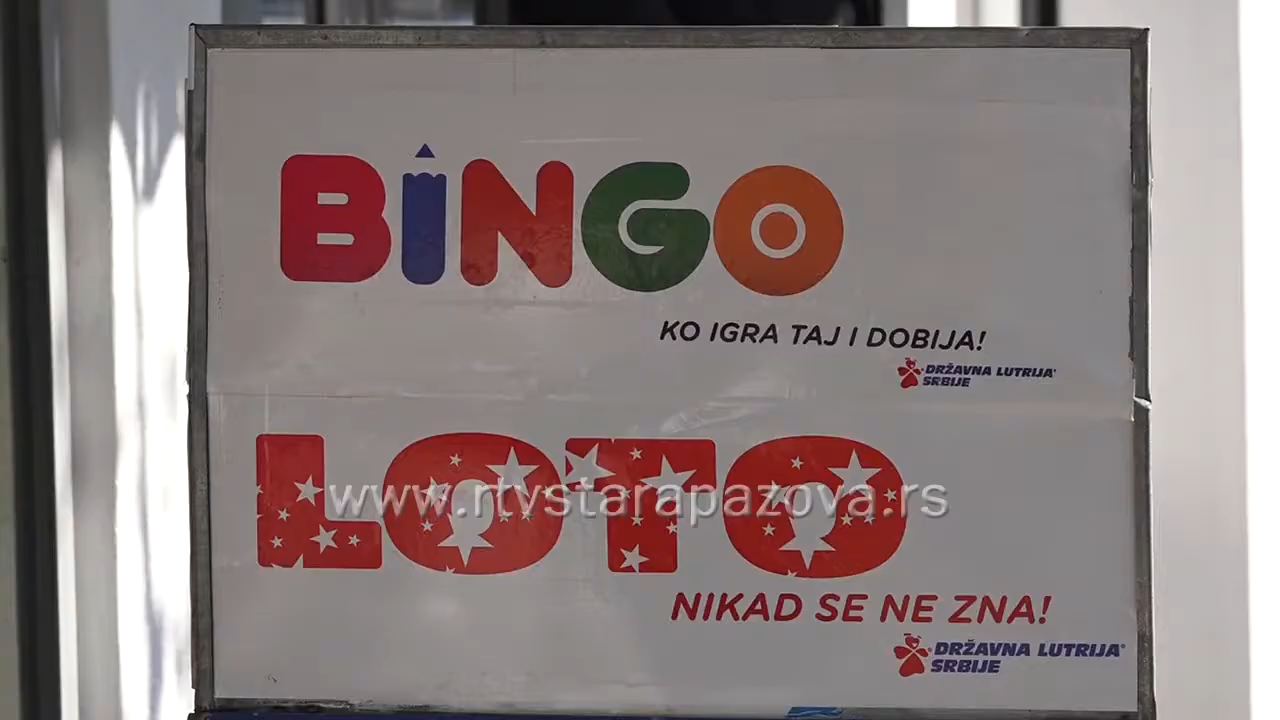 BiNGO
KO IGRA TAJ I DOBIJA!
DRŽAVNA LUTRIJA
SRBIJE
LOTO
www.rtvstarapazova.rs
NIKAD SE NE ZNA!
DRŽAVNA LUTRIJA
SRBIJE